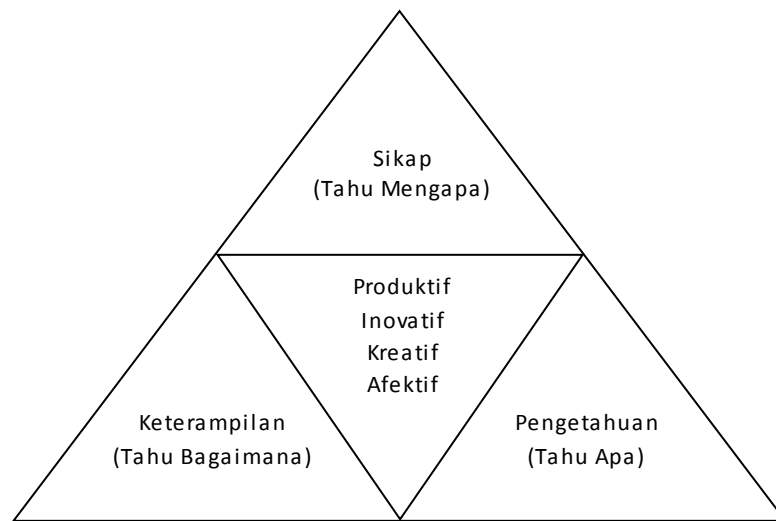 Sikap
(Tahu Mengapa)
Produktif
Inovatif
Kreatif
Afektif
Keterampilan
(Tahu Bagaimana)
Pengetahuan
(Tahu Apa)